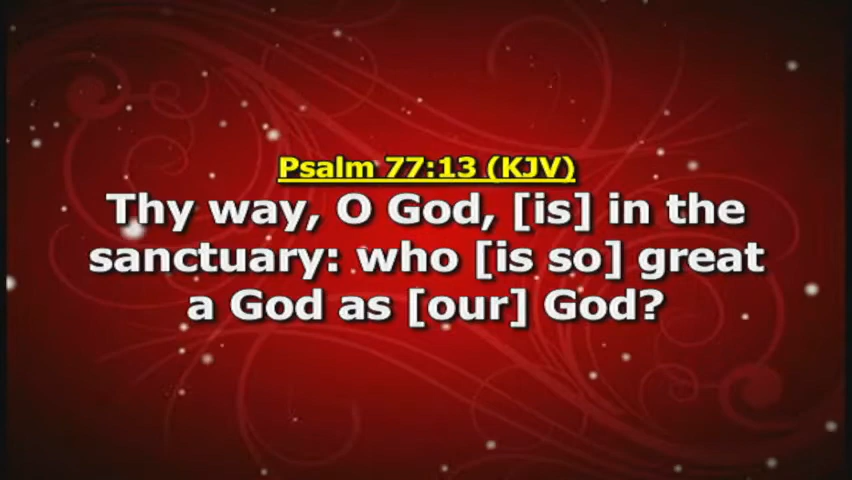 Psalm 77:13 (KJV)
Thy way, O God, [is] in the
sanctuary: who [is so] great
a God as [our] God?